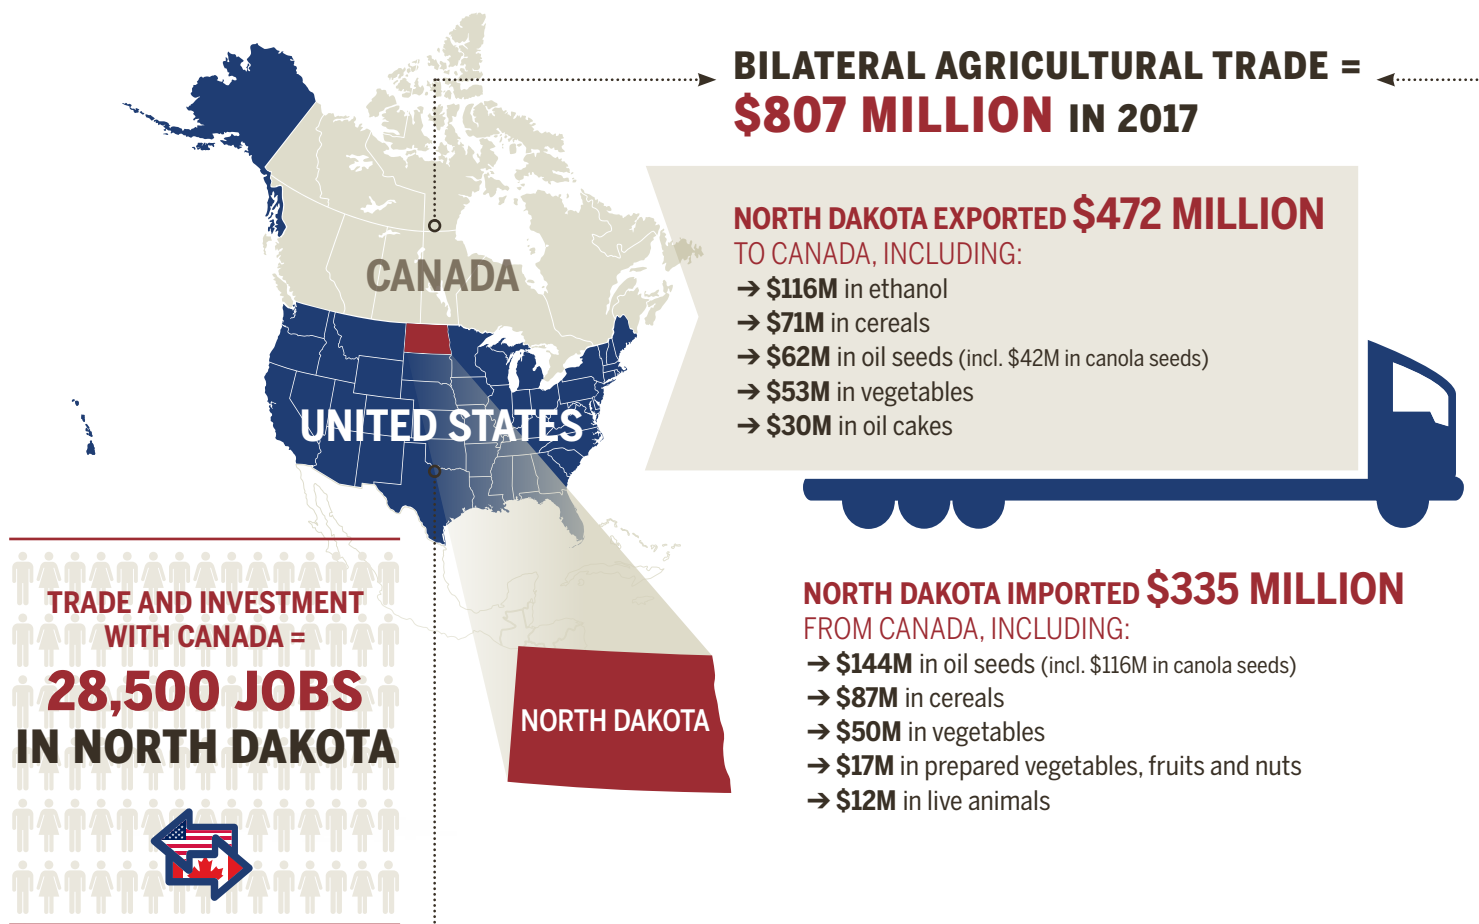 BILATERAL AGRICULTURAL TRADE =
$807 MILLION IN 2017
NORTH DAKOTA EXPORTED $472 MILLION
TO CANADA, INCLUDING:
➔ $116M in ethanol
➔ $71M in cereals
➔ $62M in oil seeds (incl. $42M in canola seeds)
➔ $53M in vegetables
➔ $30M in oil cakes
CANADA
UNITED STATES
NORTH DAKOTA IMPORTED $335 MILLION
FROM CANADA, INCLUDING:
➔ $144M in oil seeds (incl. $116M in canola seeds)
➔ $87M in cereals
➔ $50M in vegetables
➔ $17M in prepared vegetables, fruits and nuts
➔ $12M in live animals
NORTH DAKOTA
TRADE AND INVESTMENT
WITH CANADA =
28,500 JOBS
IN NORTH DAKOTA